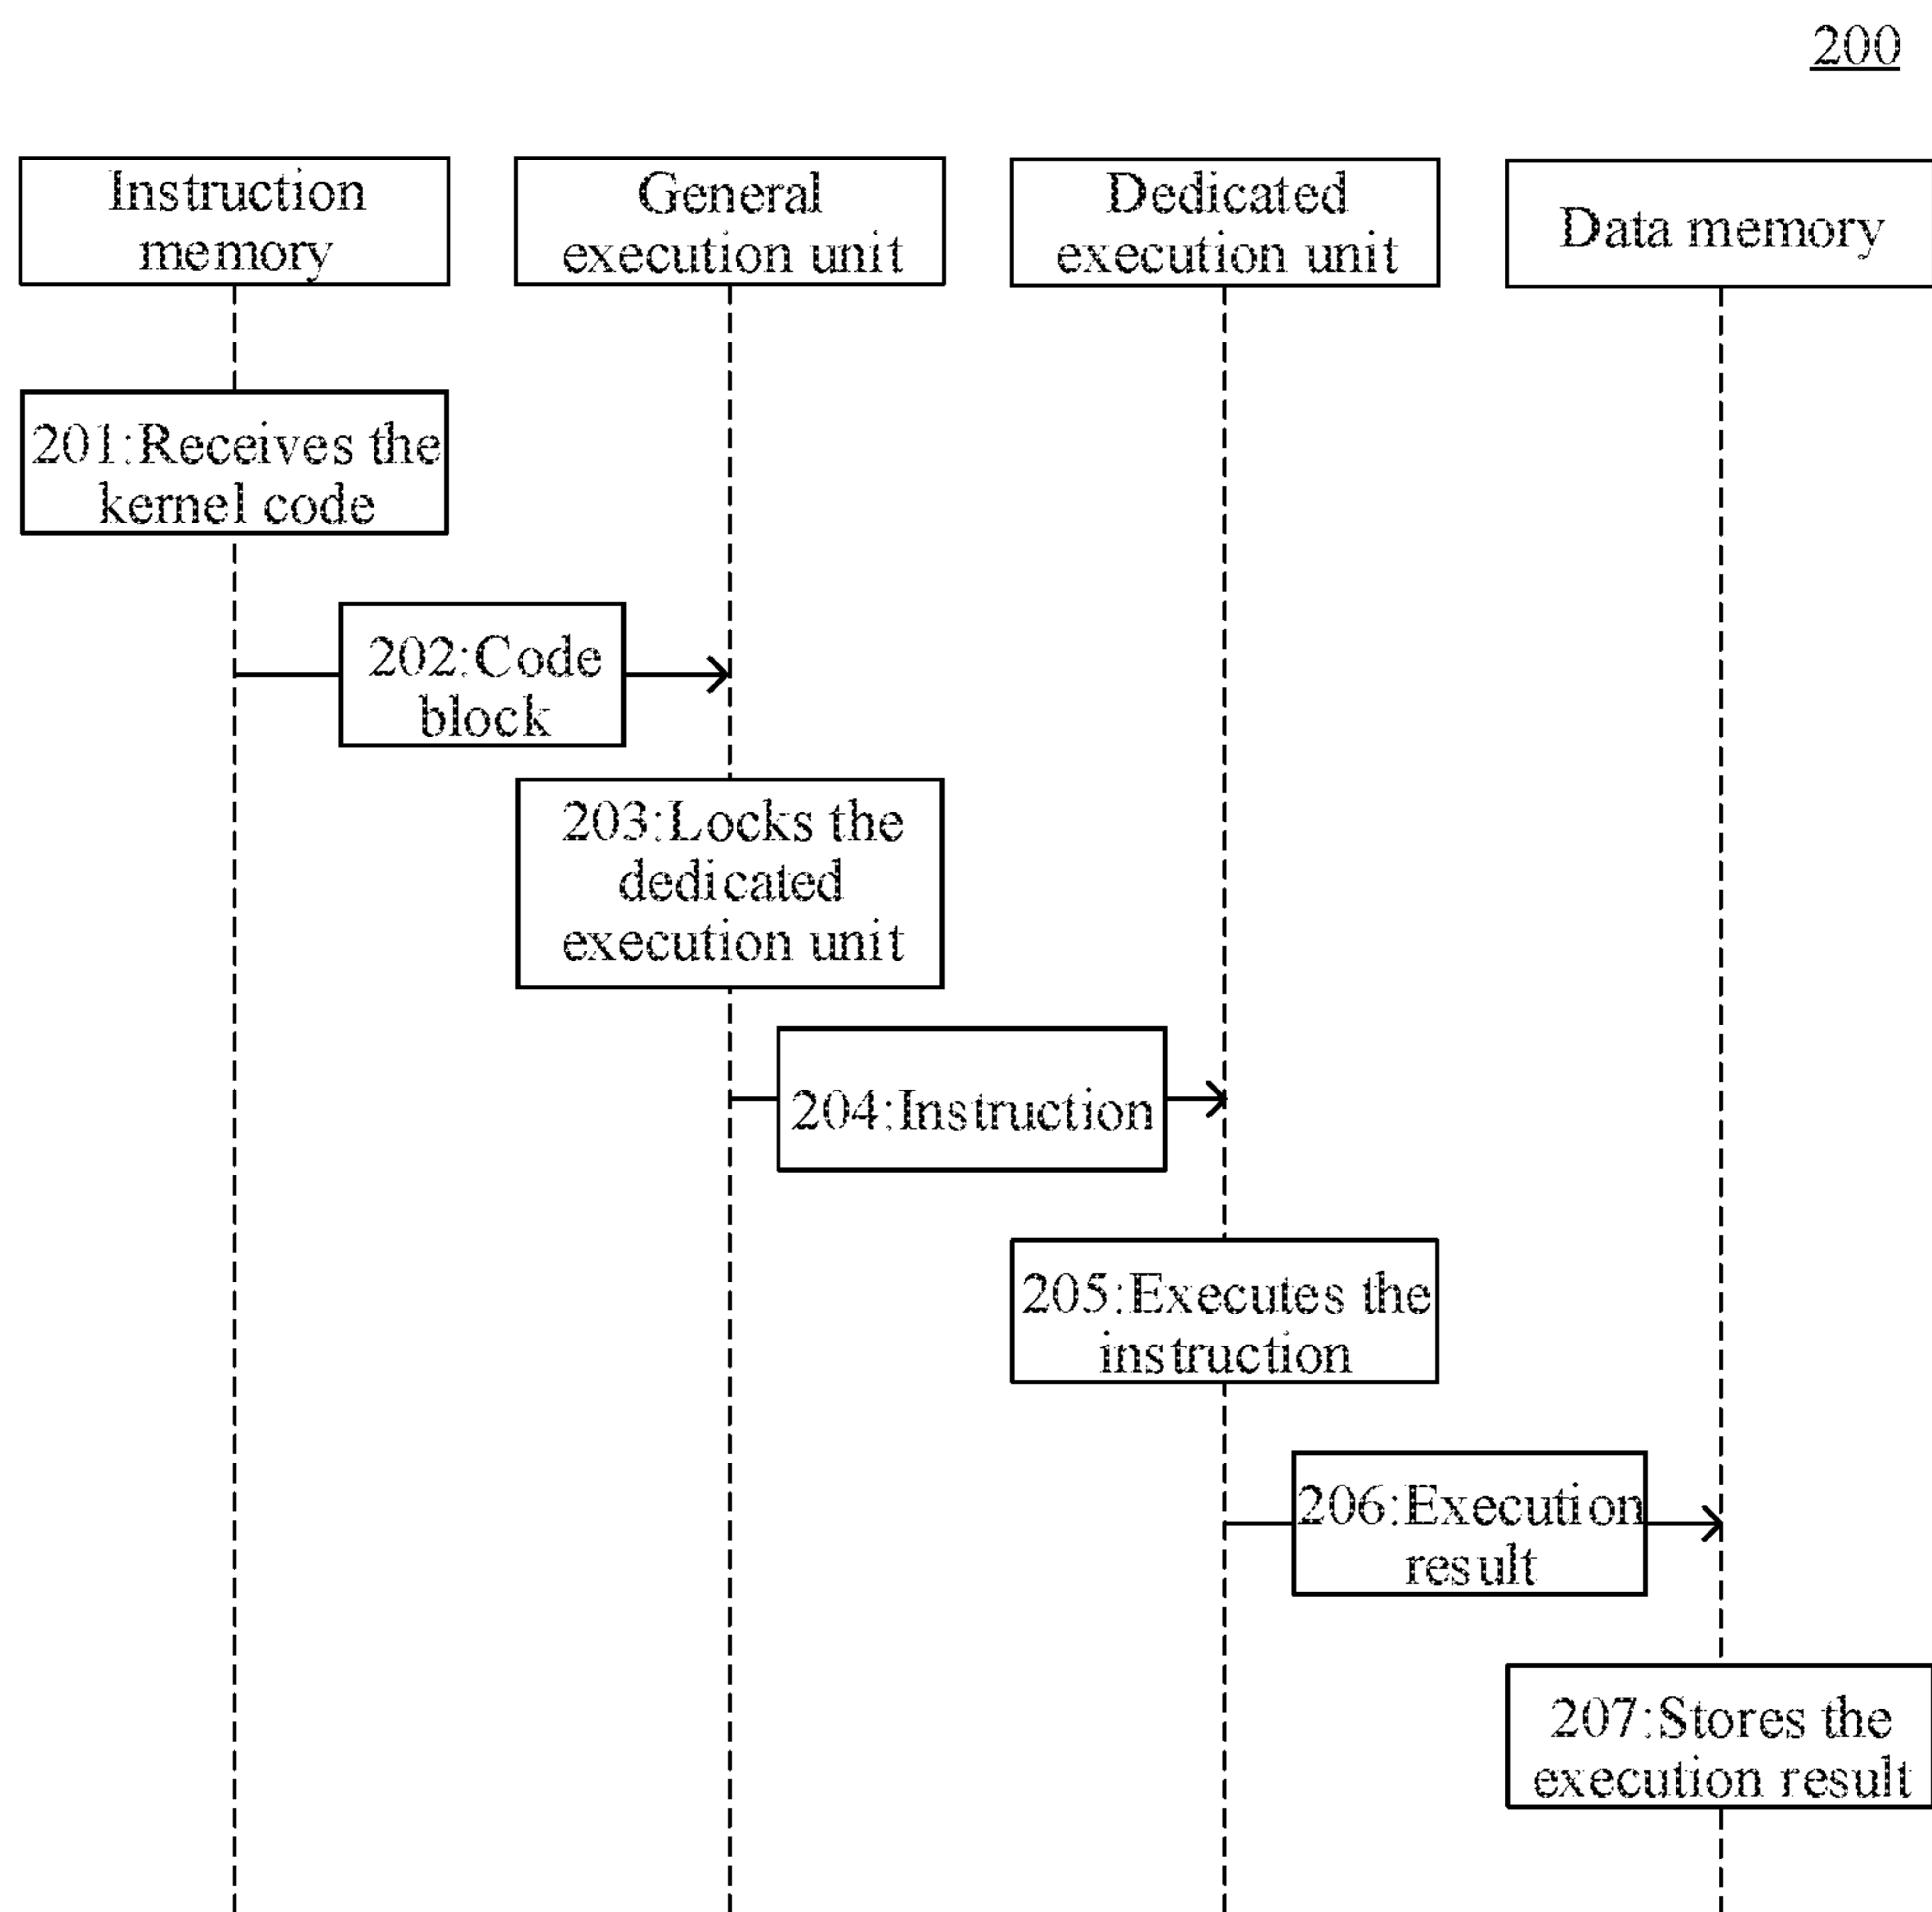 200
Instruction
memory
General
execution unit
Dedicated
execution unit
Data memory
201:Receives the
kernel code
202:Code
block
203:Locks the
dedicated
execution unit
204:Instruction
205:Executes the
instruction
206:Execution
result
207:Stores the
execution result